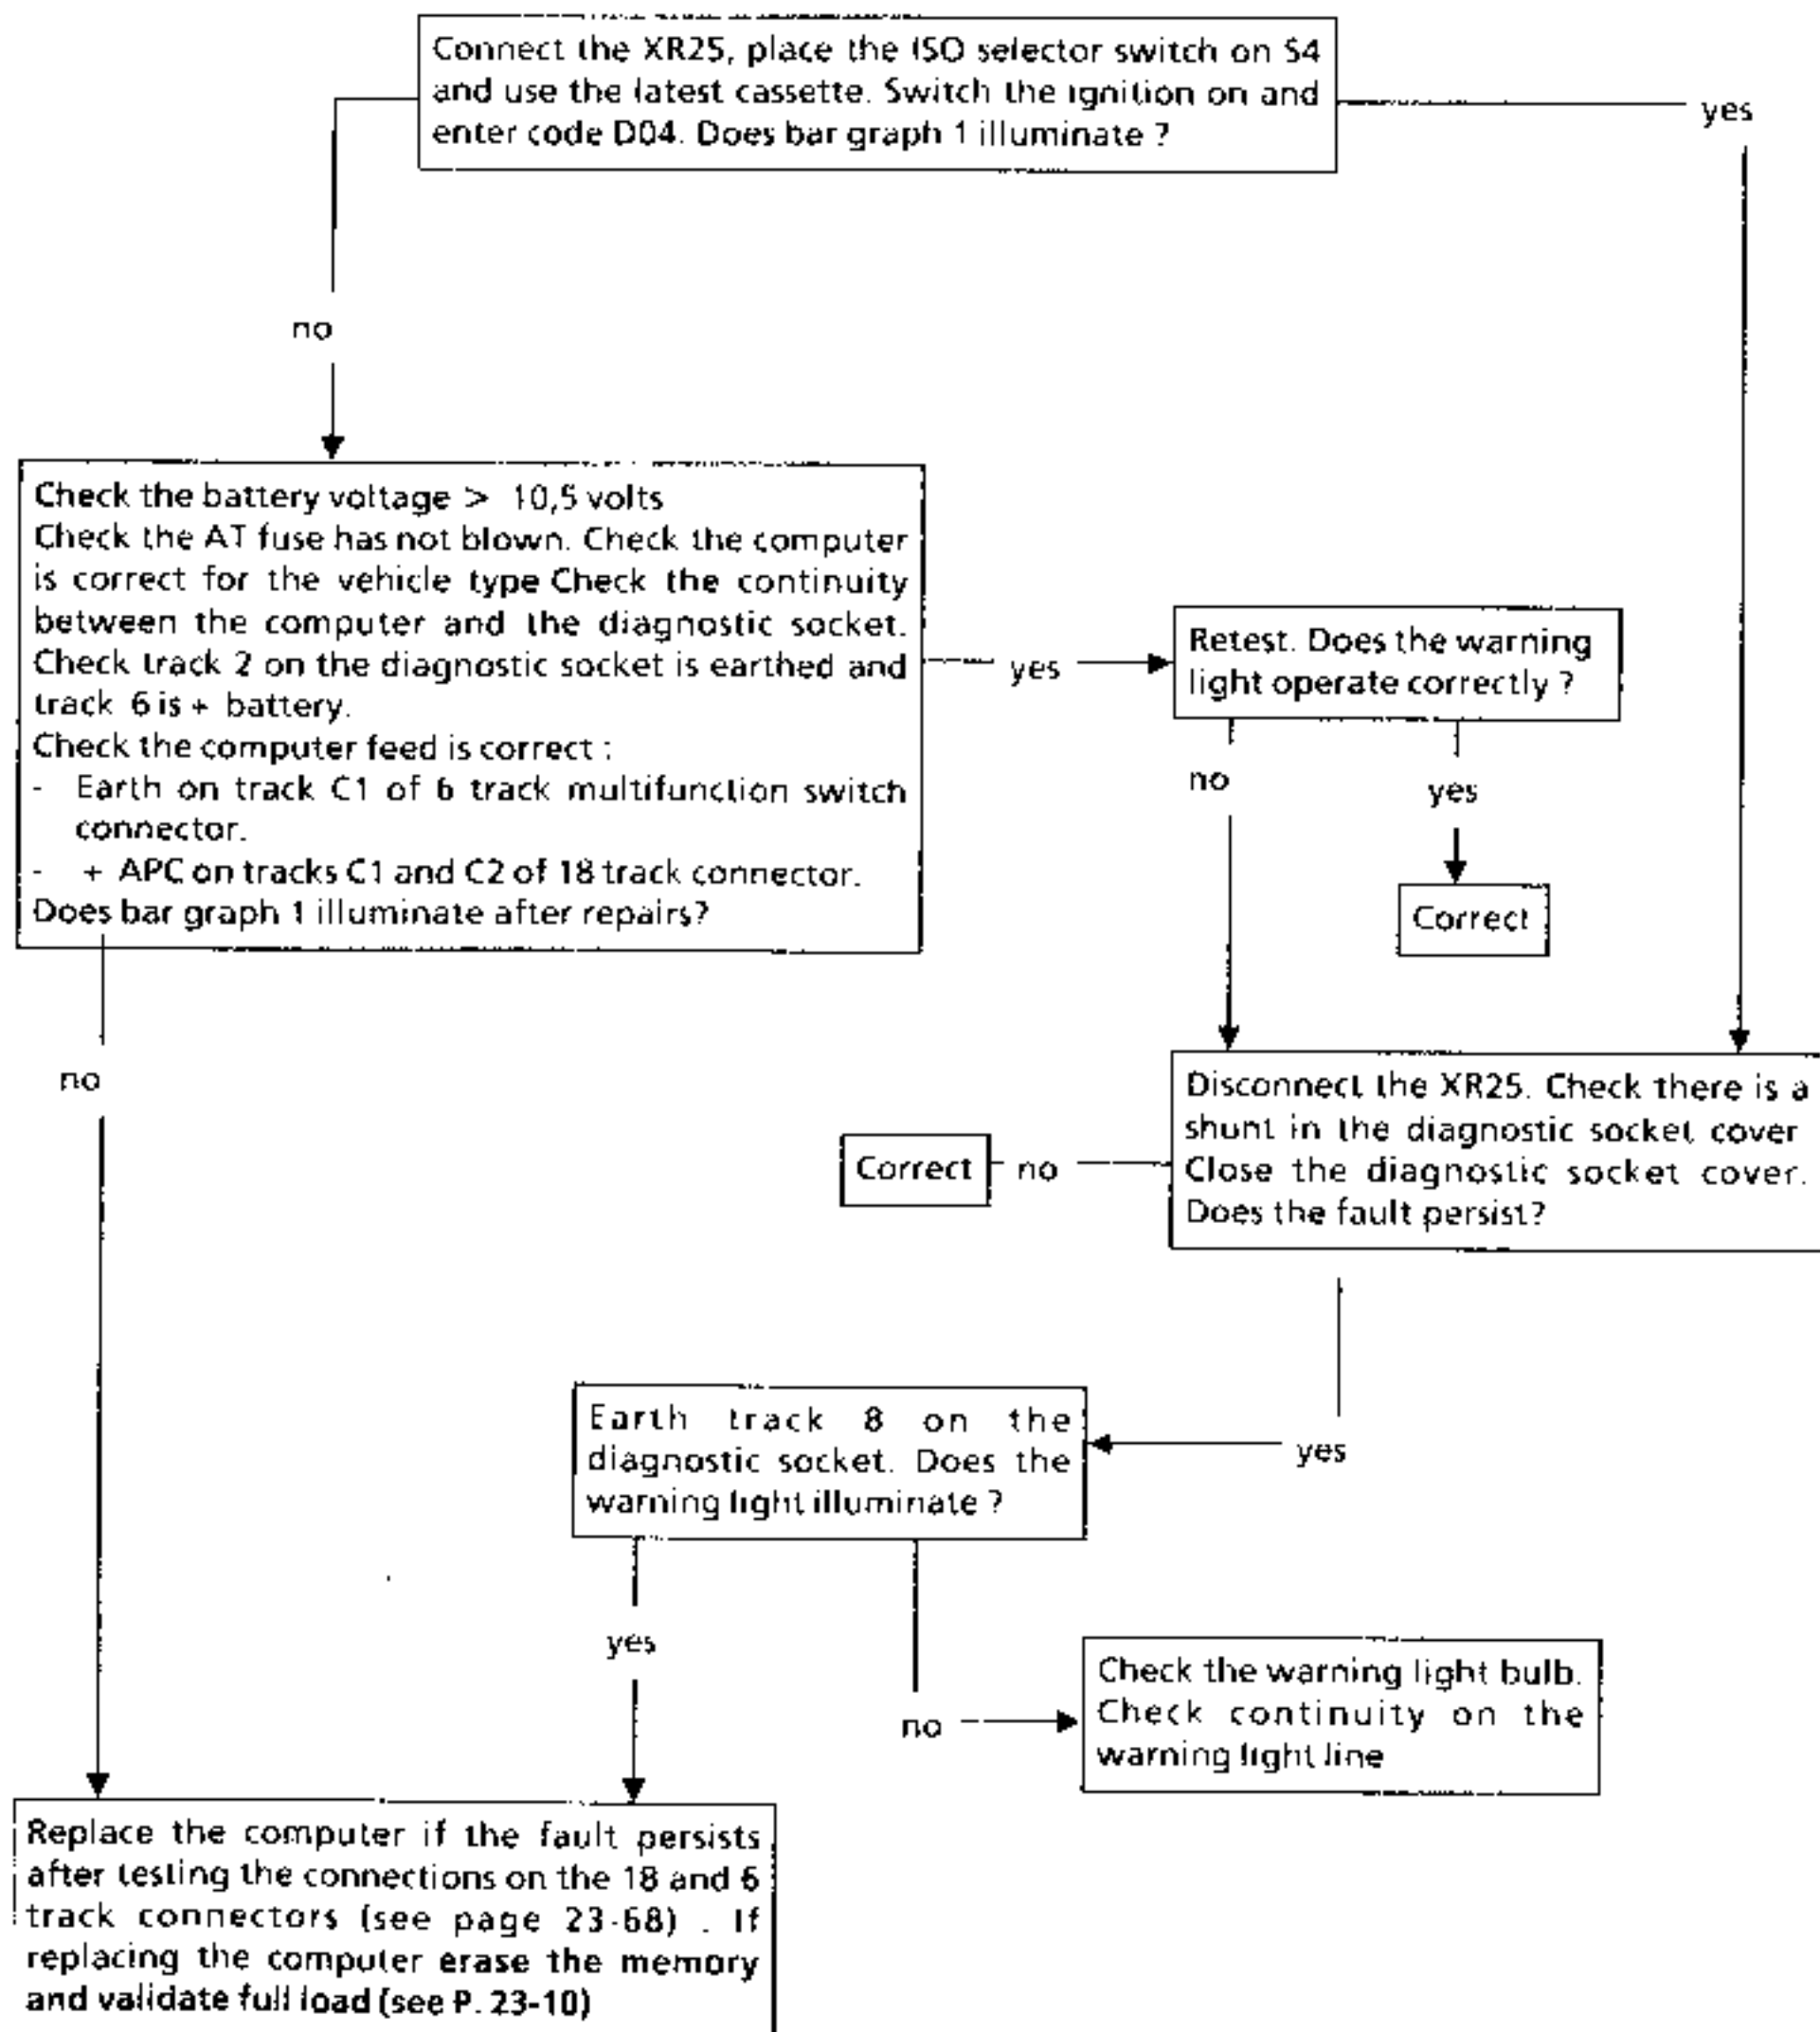 Connect the XR25, place the ISO selector switch on S4
and use the latest cassette. Switch the ignition on and
enter code D04. Does bar graph 1 illuminate ?
yes
no
Check the battery voltage > 10,5 volts
Check the AT fuse has not blown. Check the computer
is correct for the vehicle type Check the continuity
between the computer and the diagnostic socket.
Check track 2 on the diagnostic socket is earthed and
track 6 is + battery.
Check the computer feed is correct :
- Earth on track C1 of 6 track multifunction switch
connector.
- + APC on tracks C1 and C2 of 18 track connector.
Does bar graph 1 illuminate after repairs?
yes
Retest. Does the warning
light operate correctly ?
no
yes
Correct
no
Disconnect the XR25. Check there is a
shunt in the diagnostic socket cover
Close the diagnostic socket cover.
Does the fault persist?
Correct
no
yes
Earth track 8 on the
diagnostic socket. Does the
warning light illuminate ?
yes
no
Check the warning light bulb.
Check continuity on the
warning light line
Replace the computer if the fault persists
after testing the connections on the 18 and 6
track connectors (see page 23-68) . If
replacing the computer erase the memory
and validate full load (see P. 23-10)